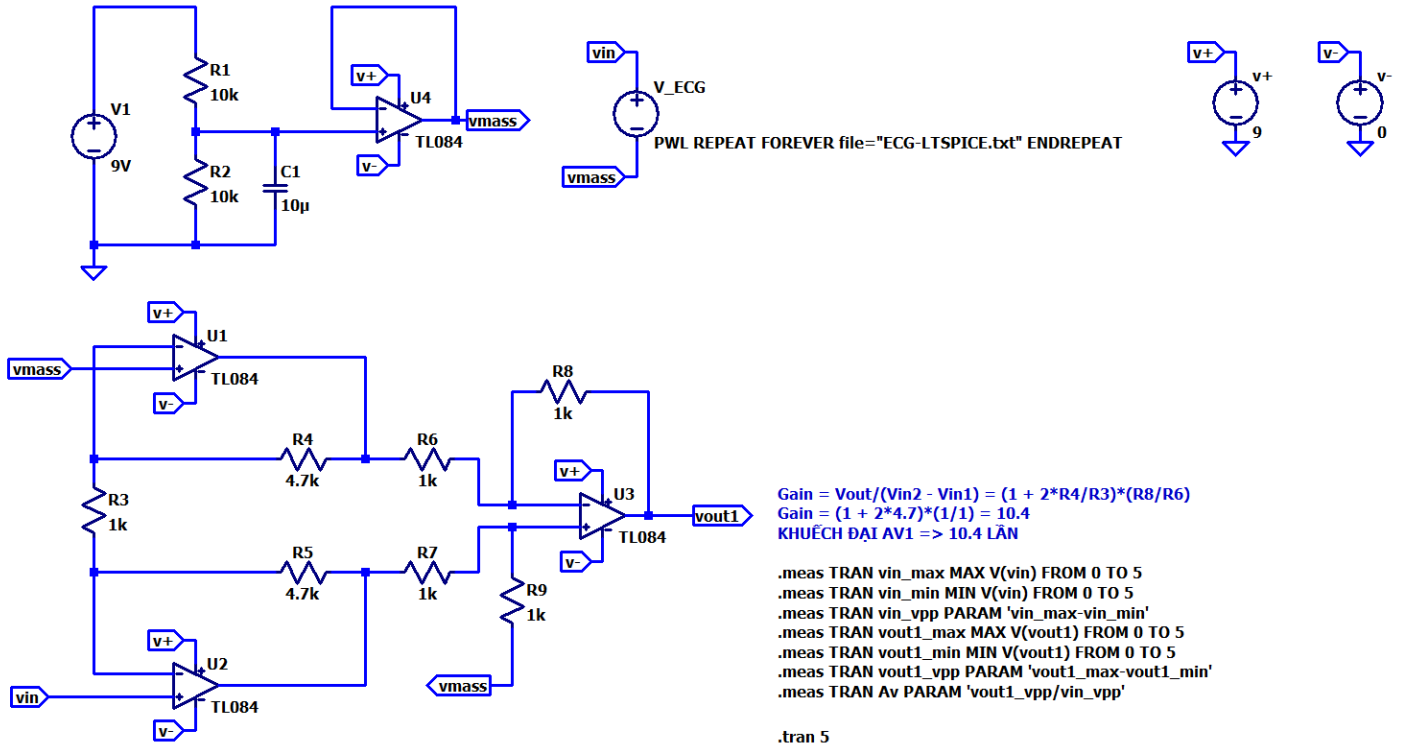 R1
10k
V1
9V
R2
10k
C1
10µ
v+
U4
TL084
v-
vmass
vin
V_ECG
PWL REPEAT FOREVER file="ECG-LTSPICE.txt" ENDREPEAT
vmass
v+
v+
9
v-
v-
0
v+
U1
TL084
v-
vmass
R3
1k
R4
4.7k
R6
1k
R8
1k
v+
U3
TL084
v-
vout1
R5
4.7k
R7
1k
R9
1k
vmass
v+
U2
TL084
v-
vin
Gain = Vout/(Vin2 - Vin1) = (1 + 2*R4/R3)*(R8/R6)
Gain = (1 + 2*4.7)*(1/1) = 10.4
KHUẾCH ĐẠI AV1 => 10.4 LẦN
.meas TRAN vin_max MAX V(vin) FROM 0 TO 5
.meas TRAN vin_min MIN V(vin) FROM 0 TO 5
.meas TRAN vin_vpp PARAM 'vin_max-vin_min'
.meas TRAN vout1_max MAX V(vout1) FROM 0 TO 5
.meas TRAN vout1_min MIN V(vout1) FROM 0 TO 5
.meas TRAN vout1_vpp PARAM 'vout1_max-vout1_min'
.meas TRAN Av PARAM 'vout1_vpp/vin_vpp'
.tran 5